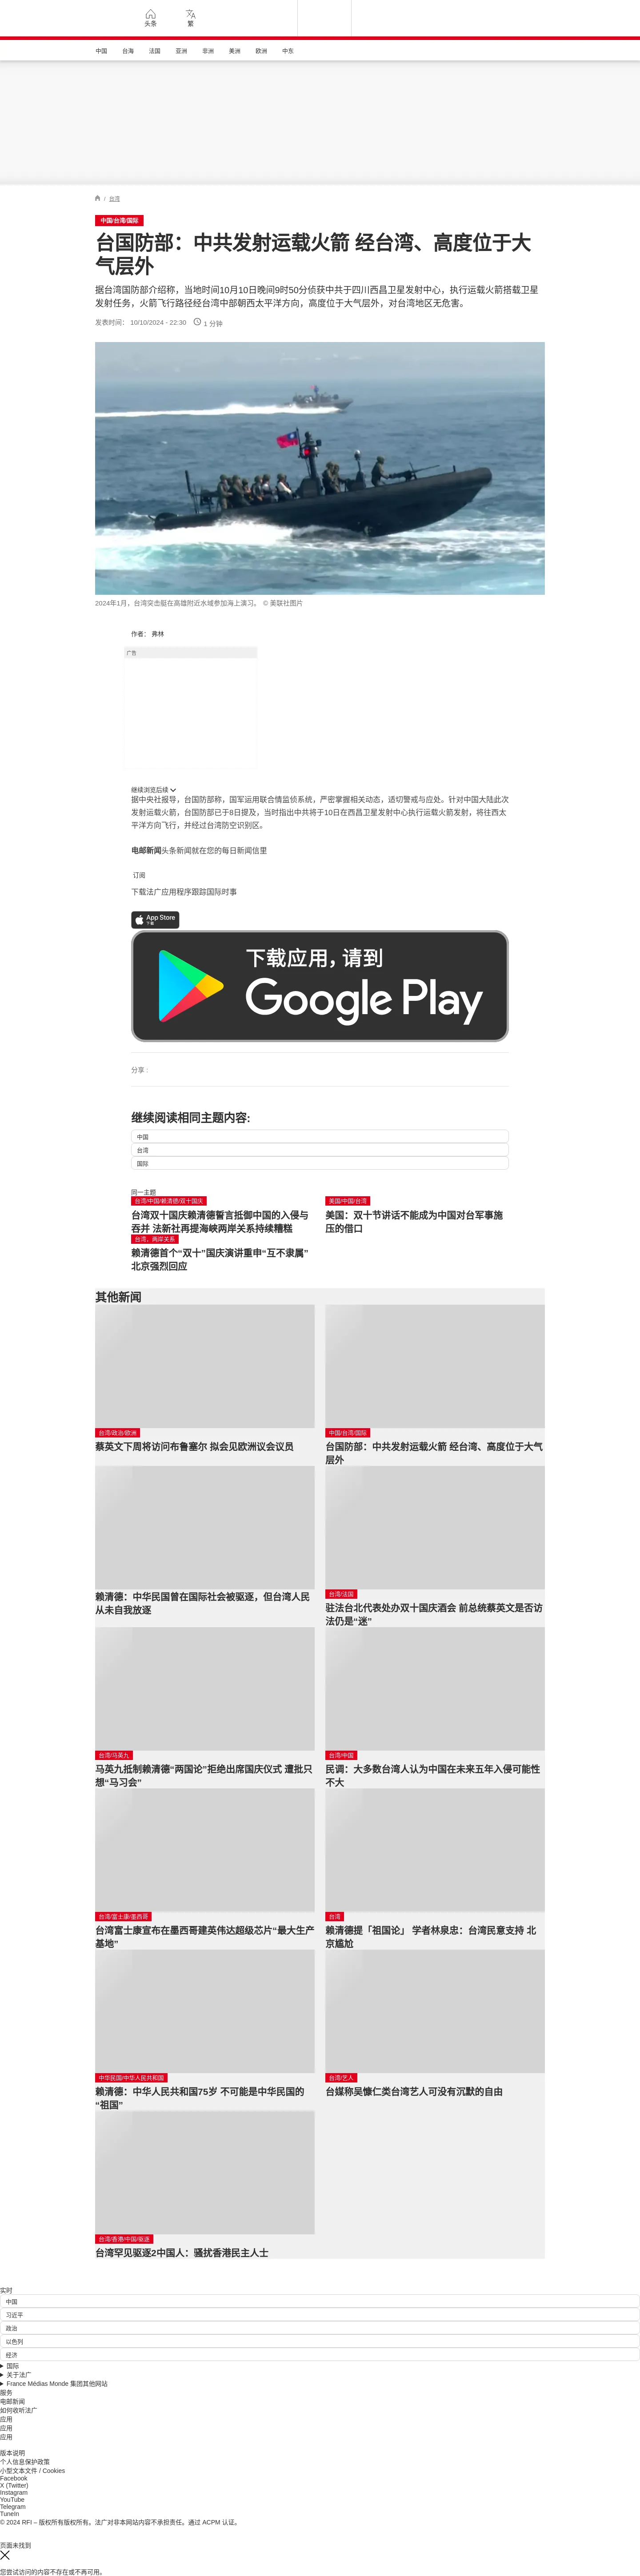 头条
繁
中国
台海
法国
亚洲
非洲
美洲
欧洲
中东
/ 台湾
中国/台湾/国际
台国防部：中共发射运载火箭 经台湾、高度位于大
气层外
据台湾国防部介绍称，当地时间10月10日晚间9时50分侦获中共于四川西昌卫星发射中心，执行运载火箭搭载卫星
发射任务，火箭飞行路径经台湾中部朝西太平洋方向，高度位于大气层外，对台湾地区无危害。
发表时间： 10/10/2024 - 22:30
1 分钟
2024年1月，台湾突击艇在高雄附近水域参加海上演习。 © 美联社图片
作者： 弗林
广告
继续浏览后续
据中央社报导，台国防部称，国军运用联合情监侦系统，严密掌握相关动态，适切警戒与应处。针对中国大陆此次
发射运载火箭，台国防部已于8日提及，当时指出中共将于10日在西昌卫星发射中心执行运载火箭发射，将往西太
平洋方向飞行，并经过台湾防空识别区。
电邮新闻头条新闻就在您的每日新闻信里
订阅
下载法广应用程序跟踪国际时事
App Store
下载
下载应用，请到
Google Play
分享 :
继续阅读相同主题内容:
中国
台湾
国际
同一主题
台湾/中国/赖清德/双十国庆
台湾双十国庆赖清德誓言抵御中国的入侵与
吞并 法新社再提海峡两岸关系持续糟糕
美国/中国/台湾
美国：双十节讲话不能成为中国对台军事施
压的借口
台湾，两岸关系
赖清德首个“双十”国庆演讲重申“互不隶属”
北京强烈回应
其他新闻
台湾/政治/欧洲
蔡英文下周将访问布鲁塞尔 拟会见欧洲议会议员
中国/台湾/国际
台国防部：中共发射运载火箭 经台湾、高度位于大气
层外
赖清德：中华民国曾在国际社会被驱逐，但台湾人民
从未自我放逐
台湾/法国
驻法台北代表处办双十国庆酒会 前总统蔡英文是否访
法仍是“迷”
台湾/马英九
马英九抵制赖清德“两国论”拒绝出席国庆仪式 遭批只
想“马习会”
台湾/中国
民调：大多数台湾人认为中国在未来五年入侵可能性
不大
台湾/富士康/墨西哥
台湾富士康宣布在墨西哥建英伟达超级芯片“最大生产
基地”
台湾
赖清德提「祖国论」 学者林泉忠：台湾民意支持 北
京尴尬
中华民国/中华人民共和国
赖清德：中华人民共和国75岁 不可能是中华民国的
“祖国”
台湾/艺人
台媒称吴慷仁类台湾艺人可没有沉默的自由
台湾/香港/中国/驱逐
台湾罕见驱逐2中国人：骚扰香港民主人士
实时
中国
习近平
政治
以色列
经济
国际
关于法广
France Médias Monde 集团其他网站
服务
电邮新闻
如何收听法广
应用
应用
应用
版本说明
个人信息保护政策
小型文本文件 / Cookies
Facebook
X (Twitter)
Instagram
YouTube
Telegram
TuneIn
© 2024 RFI – 版权所有版权所有。法广对非本网站内容不承担责任。通过 ACPM 认证。
页面未找到
您尝试访问的内容不存在或不再可用。